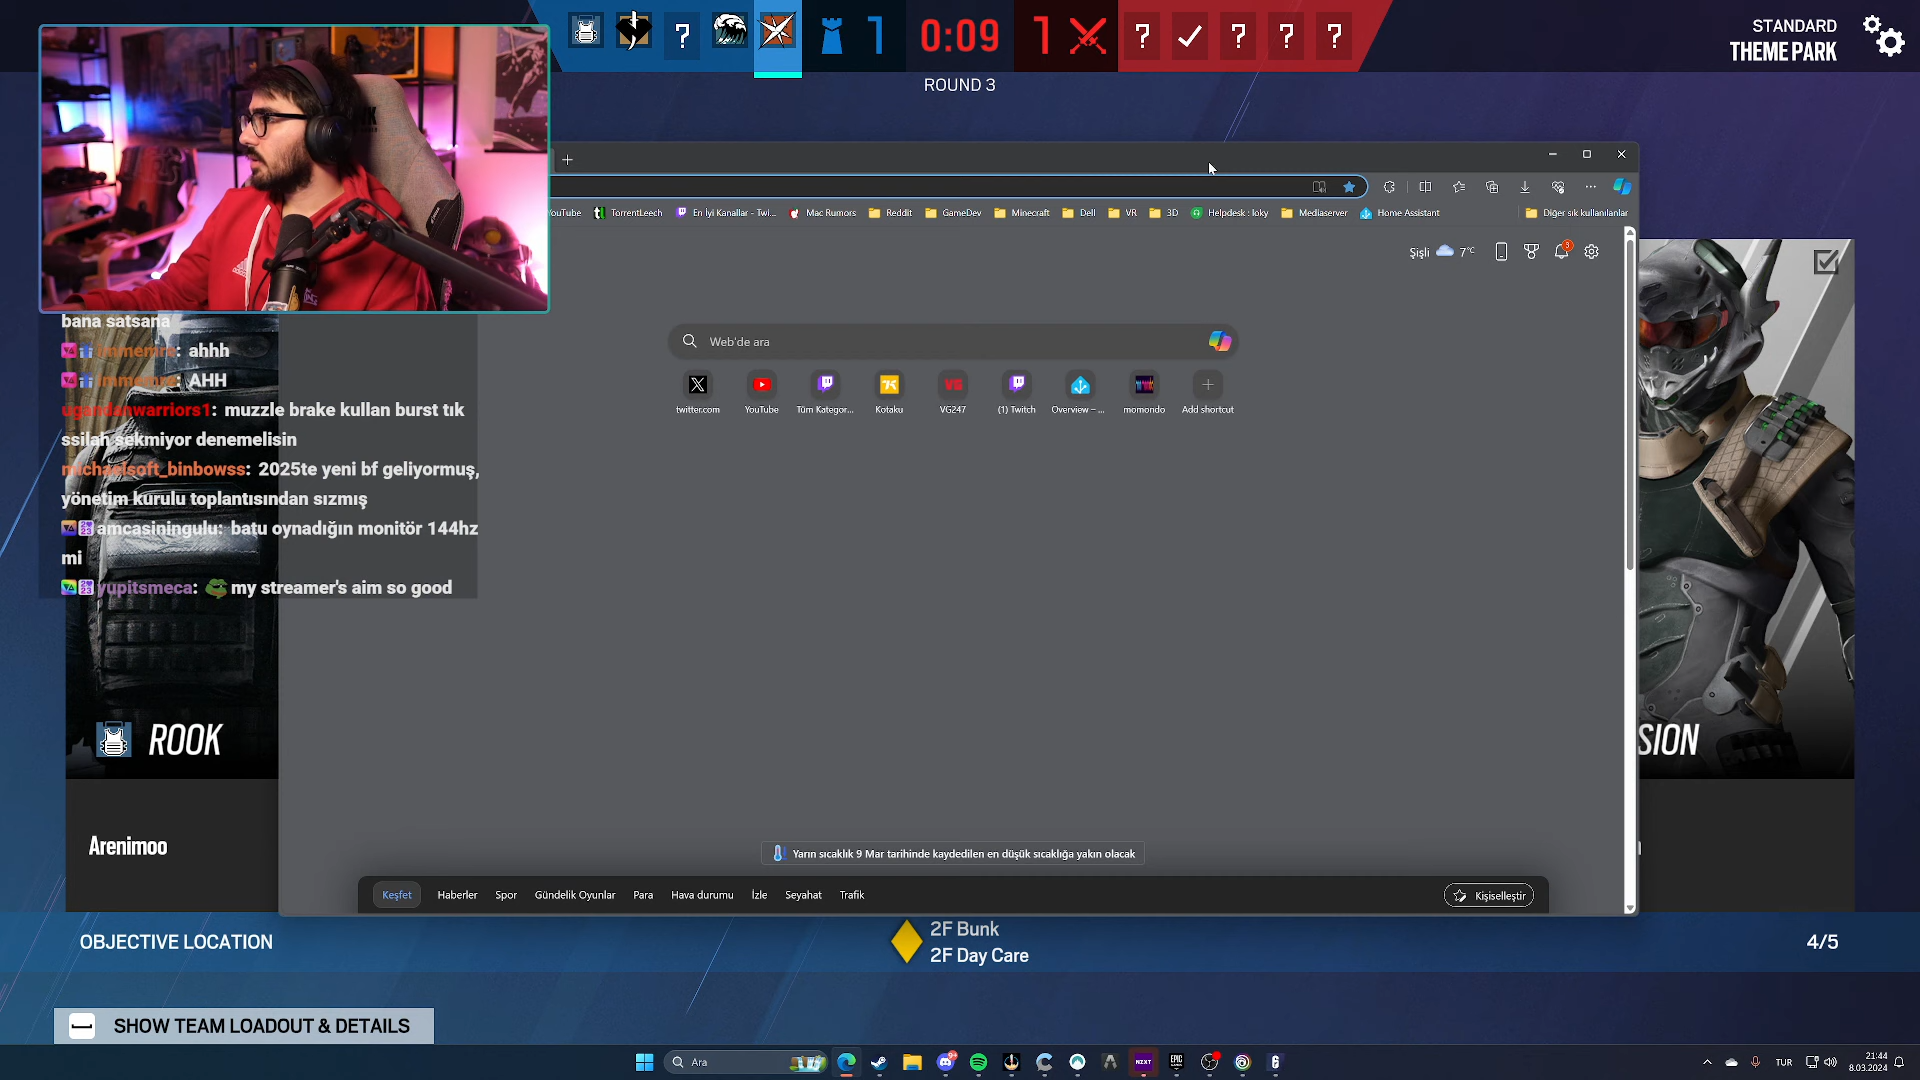 ?
1
0:09
1
?
?
?
?
STANDARD
THEME PARK
ROUND 3
YouTube
TorrentLeech
En İyi Kanallar - Twi...
Mac Rumors
Reddit
GameDev
Minecraft
Dell
VR
3D
Helpdesk : loky
Mediaserver
Home Assistant
Diğer sık kullanılanlar
Şişli
7°C
5
Web'de ara
twitter.com
YouTube
Tüm Kategor...
Kotaku
VG247
(1) Twitch
Overview – ...
momondo
Add shortcut
bana satsana
ahhh
AHH
ugandanwarriors1: muzzle brake kullan burst tık
ssilah sekmiyor denemelisin
michaelsoft_binbowss: 2025te yeni bf geliyormuş,
yönetim kurulu toplantısından sızmış
amcasiningulu: batu oynadığın monitör 144hz
mi
yupitsmeca: my streamer's aim so good
ROOK
SION
Arenimoo
Yarın sıcaklık 9 Mar tarihinde kaydedilen en düşük sıcaklığa yakın olacak
Keşfet
Haberler
Spor
Gündelik Oyunlar
Para
Hava durumu
İzle
Seyahat
Trafik
Kişiselleştir
OBJECTIVE LOCATION
2F Bunk
2F Day Care
4/5
SHOW TEAM LOADOUT & DETAILS
Ara
NZXT
EPIC
TUR
21:44
8.03.2024